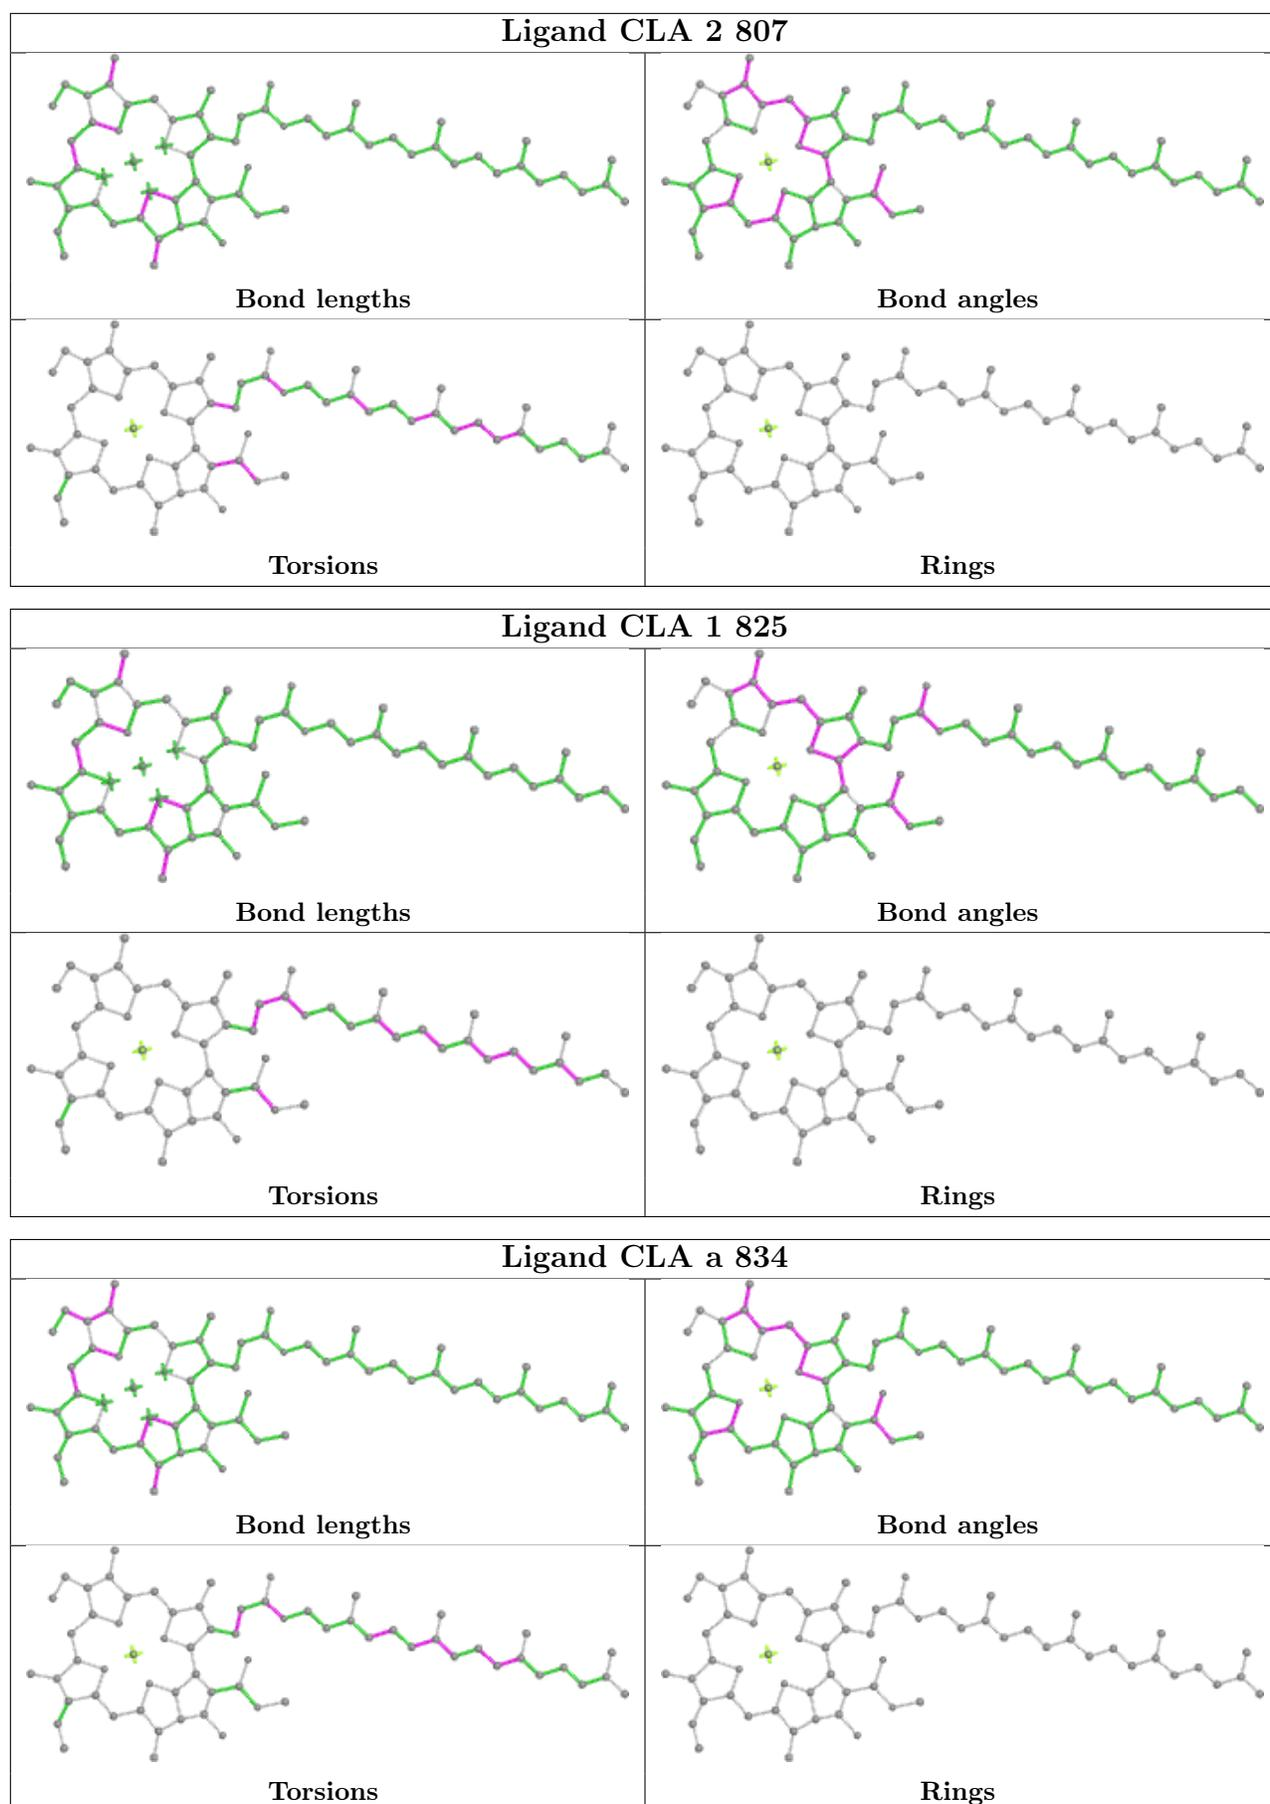 Ligand CLA 2 807
Bond lengths
Bond angles
Torsions
Rings
Ligand CLA 1 825
Bond lengths
Bond angles
Torsions
Rings
Ligand CLA a 834
Bond lengths
Bond angles
Torsions
Rings